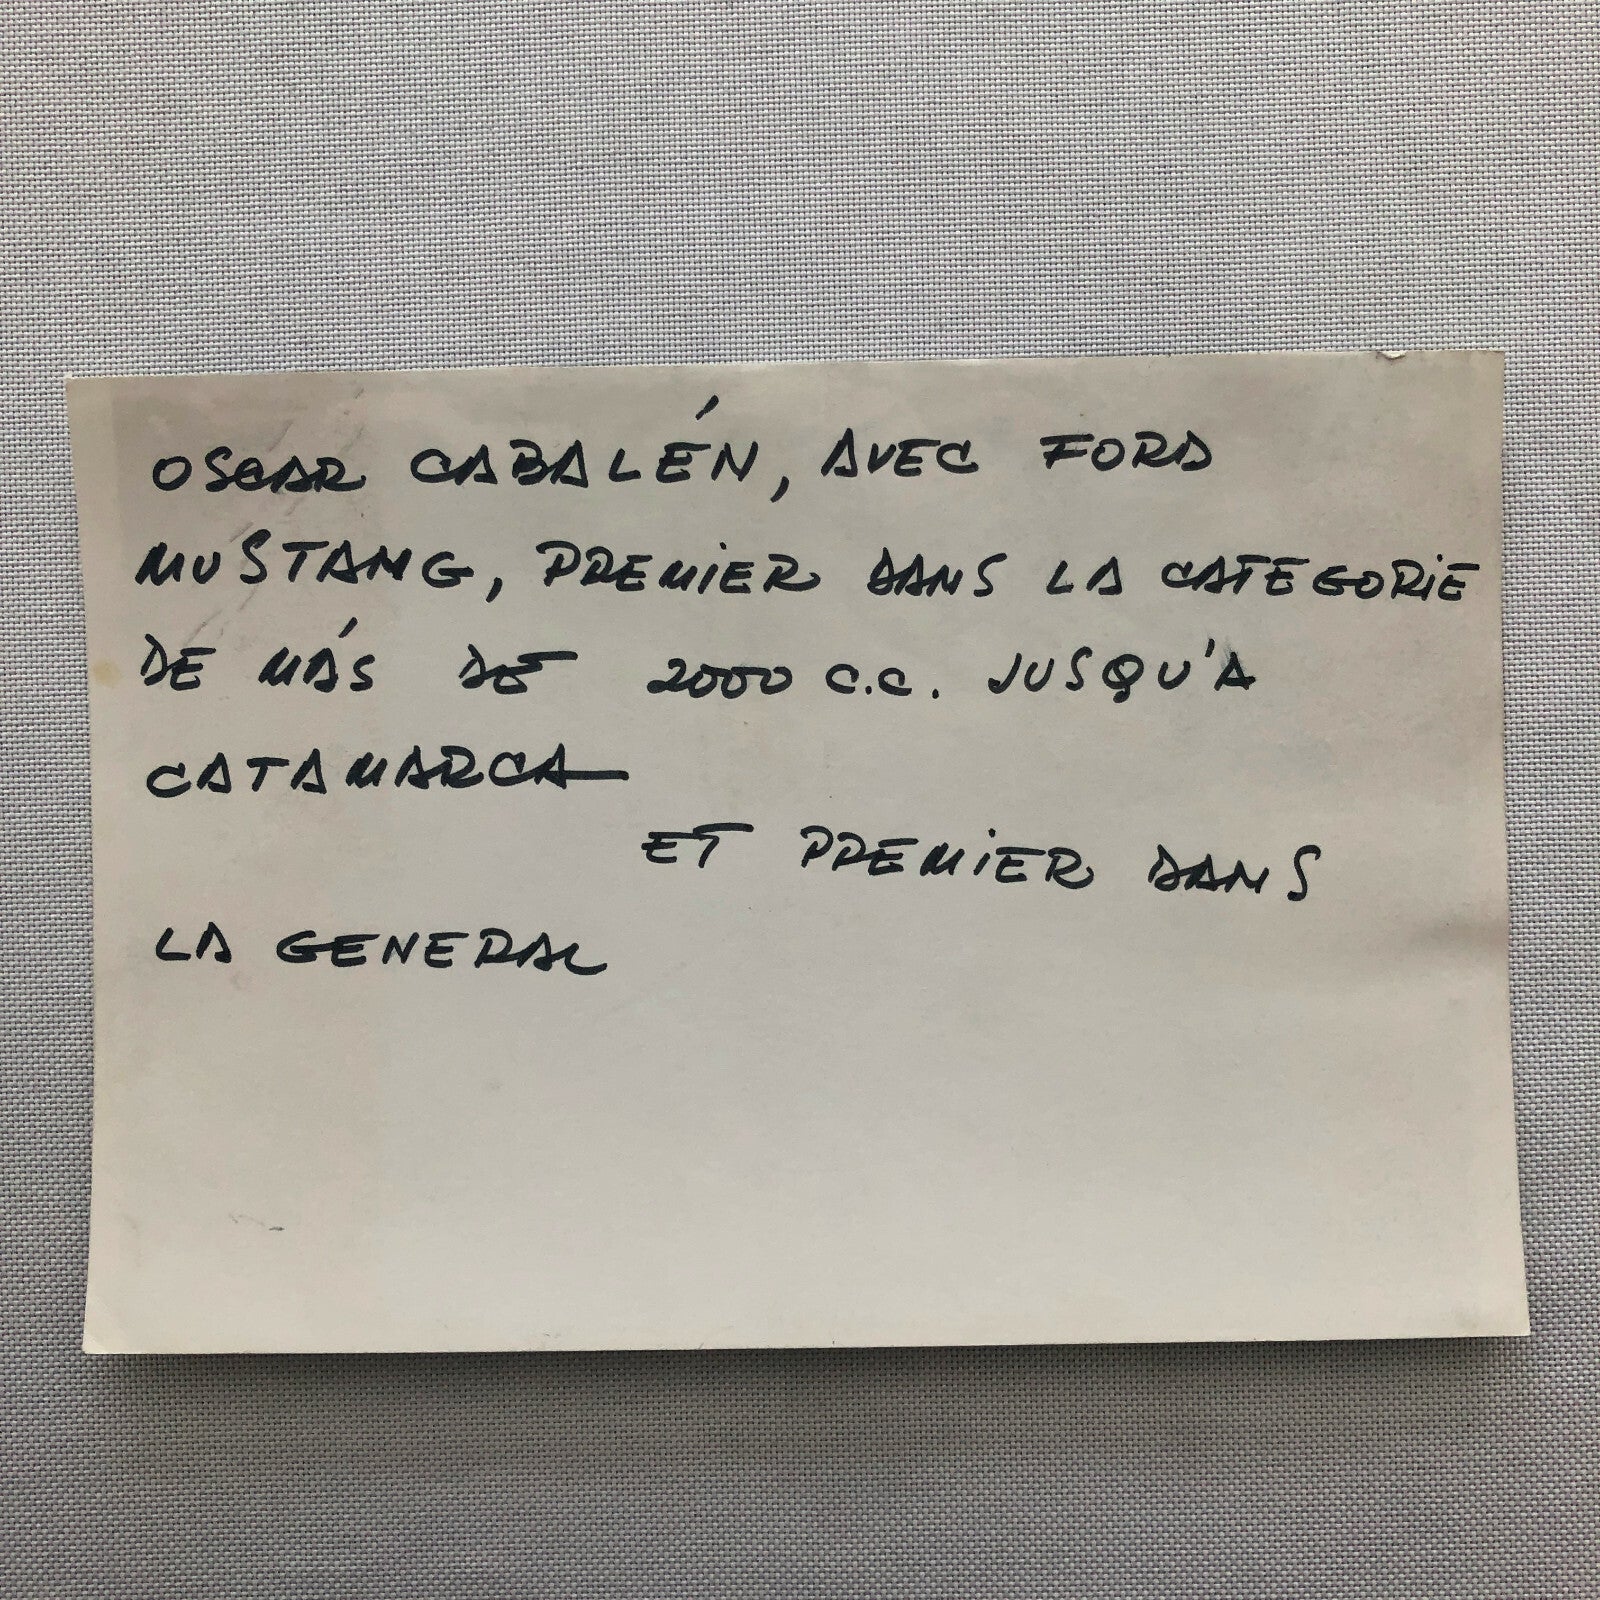 OSCAR CABALÉN, AVEC FORD
MUSTANG, PREMIER DANS LA CATEGORIE
DE MÁS DE 2000 C.C. JUSQU'A
CATAMARCA
ET PREMIER DANS
LA GENERAL